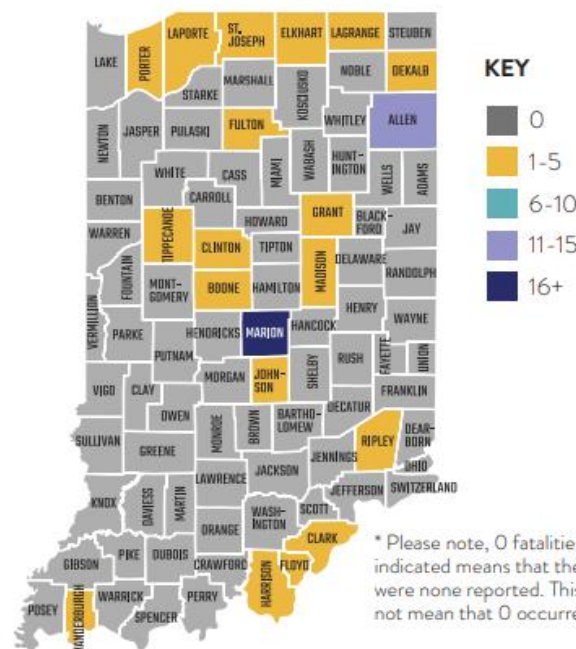 LAKE
PORTER
LAPORTE
ST.
JOSEPH
ELKHART
LAGRANGE
STEUBEN
NOBLE
DEKALB
STARKE
MARSHALL
KOSCIUSKO
WHITLEY
ALLEN
NEWTON
JASPER
PULASKI
FULTON
WHITE
CASS
MIAMI
WABASH
HUNT-
INGTON
WELLS
ADAMS
BENTON
CARROLL
HOWARD
GRANT
BLACK-
FORD
JAY
WARREN
TIPPECANOE
CLINTON
TIPTON
MADISON
DELAWARE
RANDOLPH
FOUNTAIN
MONT-
GOMERY
BOONE
HAMILTON
HENRY
WAYNE
VERMILLION
PARKE
PUTNAM
HENDRICKS
MARION
HANCOCK
RUSH
FAYETTE
UNION
VIGO
CLAY
OWEN
MORGAN
JOHN-
SON
SHELBY
FRANKLIN
DECATUR
SULLIVAN
GREENE
MONROE
BROWN
BARTHO-
LOMEW
RIPLEY
DEAR-
BORN
OHIO
JENNINGS
JACKSON
LAWRENCE
JEFFERSON
SWITZERLAND
KNOX
DAVIESS
MARTIN
ORANGE
WASH-
INGTON
SCOTT
CLARK
GIBSON
PIKE
DUBOIS
CRAWFORD
HARRISON
FLOYD
POSEY
VANDERBURGH
WARRICK
SPENCER
PERRY
KEY
0
1-5
6-10
11-15
16+
* Please note, 0 fatalitie
indicated means that the
were none reported. This
not mean that 0 occurre